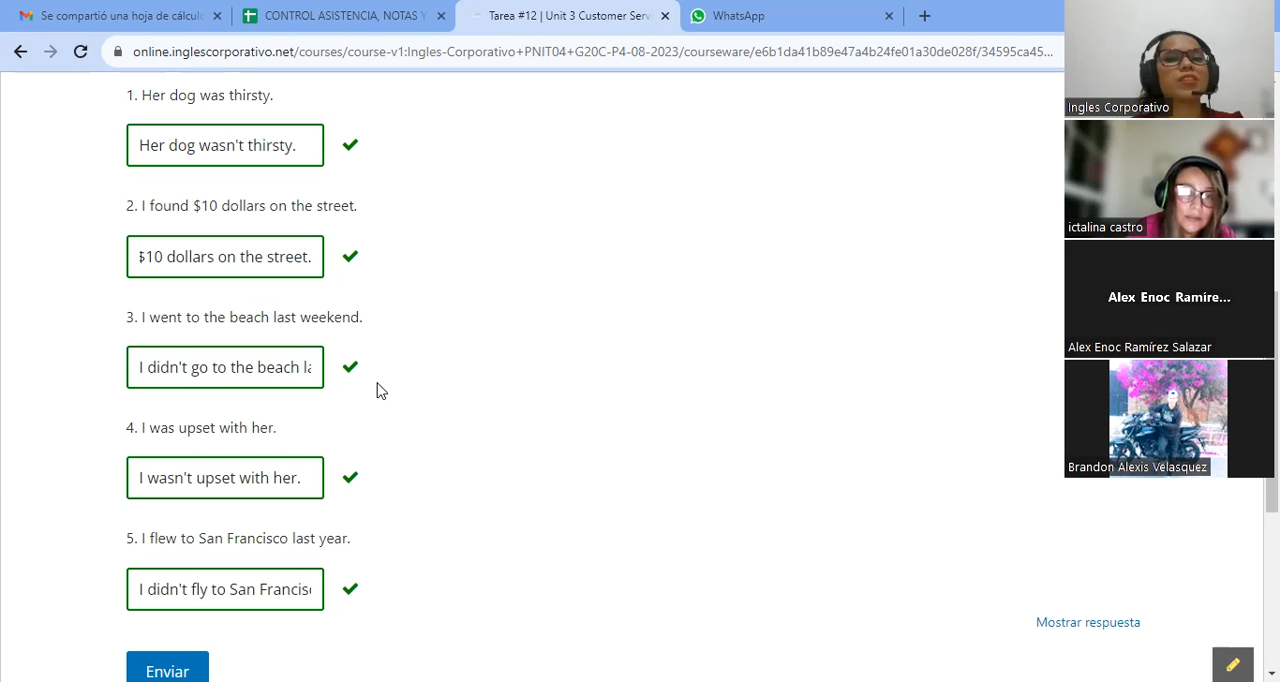 Se compartió una hoja de cálcu
CONTROL ASISTENCIA, NOTAS Y
Tarea #12 | Unit 3 Customer Serv
WhatsApp
online.inglescorporativo.net/courses/course-v1:Ingles-Corporativo+PNIT04+G20C-P4-08-2023/courseware/e6b1da41b89e47a4b24fe01a30de028f/34595ca45...
1. Her dog was thirsty.
Her dog wasn't thirsty.
2. I found $10 dollars on the street.
$10 dollars on the street.
3. I went to the beach last weekend.
I didn't go to the beach la
4. I was upset with her.
I wasn't upset with her.
5. I flew to San Francisco last year.
I didn't fly to San Francisc
Mostrar respuesta
Enviar
Ingles Corporativo
ictalina castro
Alex Enoc Ramíre...
Alex Enoc Ramírez Salazar
Brandon Alexis Velasquez